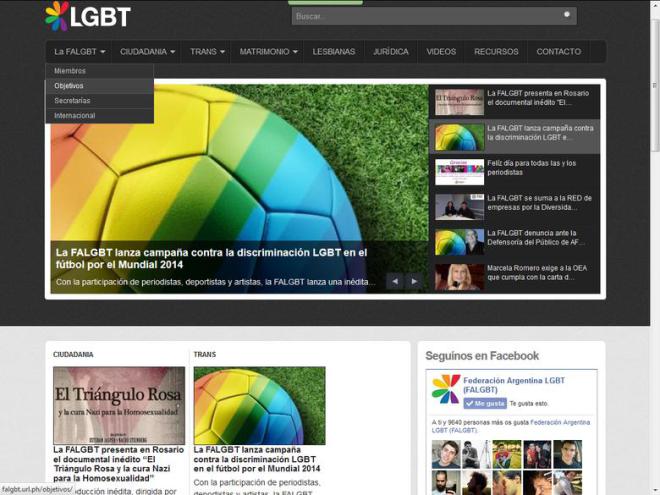 LGBT
Buscar...
La FALGBT CIUDADANIA TRANS MATRIMONIO LESBIANAS JURÍDICA VIDEOS RECURSOS CONTACTO
Miembros
Objetivos
Secretarías
Internacional
La FALGBT lanza campaña contra la discriminación LGBT en el
fútbol por el Mundial 2014
Con participación de periodistas, deportistas y artistas, la FALGBT lanza una inédita...
La FALGBT presenta en Rosario
el documental inédito "El...
La FALGBT lanza campaña contra
la discriminación LGBT e...
Feliz día para todas las y los
periodistas
La FALGBT se suma a la RED de
empresas por la Diversida...
La FALGBT denuncia ante la
Defensoría del Público de AF...
Marcela Romero exige a la OEA
que cumpla con la carta d...
CIUDADANIA
El Triángulo Rosa
y la cura Nazi para la Homosexualidad
La FALGBT presenta en Rosario
el documental inédito “El
Triángulo Rosa y la cura Nazi
para la Homosexualidad”
producción inédita, dirigida por
TRANS
La FALGBT lanza campaña
contra la discriminación LGBT
en el fútbol por el Mundial 2014
Con participación de periodistas,
deportistas y artistas, la FALGBT
Seguínos en Facebook
Federación Argentina LGBT
(FALGBT)
Me gusta Te gusta esto.
A ti y 9640 personas más os gusta Federación Argentina
LGBT (FALGBT).
falgbt.url.ph/objetivos/